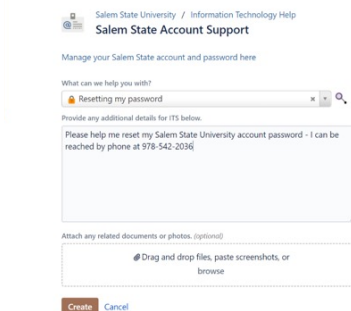 Salem State University / Information Technology Help
Salem State Account Support
Manage your Salem State account and password here
What can we help you with?
Resetting my password
Provide any additional details for ITS below.
Please help me reset my Salem State University account password - I can be
reached by phone at 978-542-2036
Attach any related documents or photos. (optional)
Drag and drop files, paste screenshots, or
browse
Create Cancel